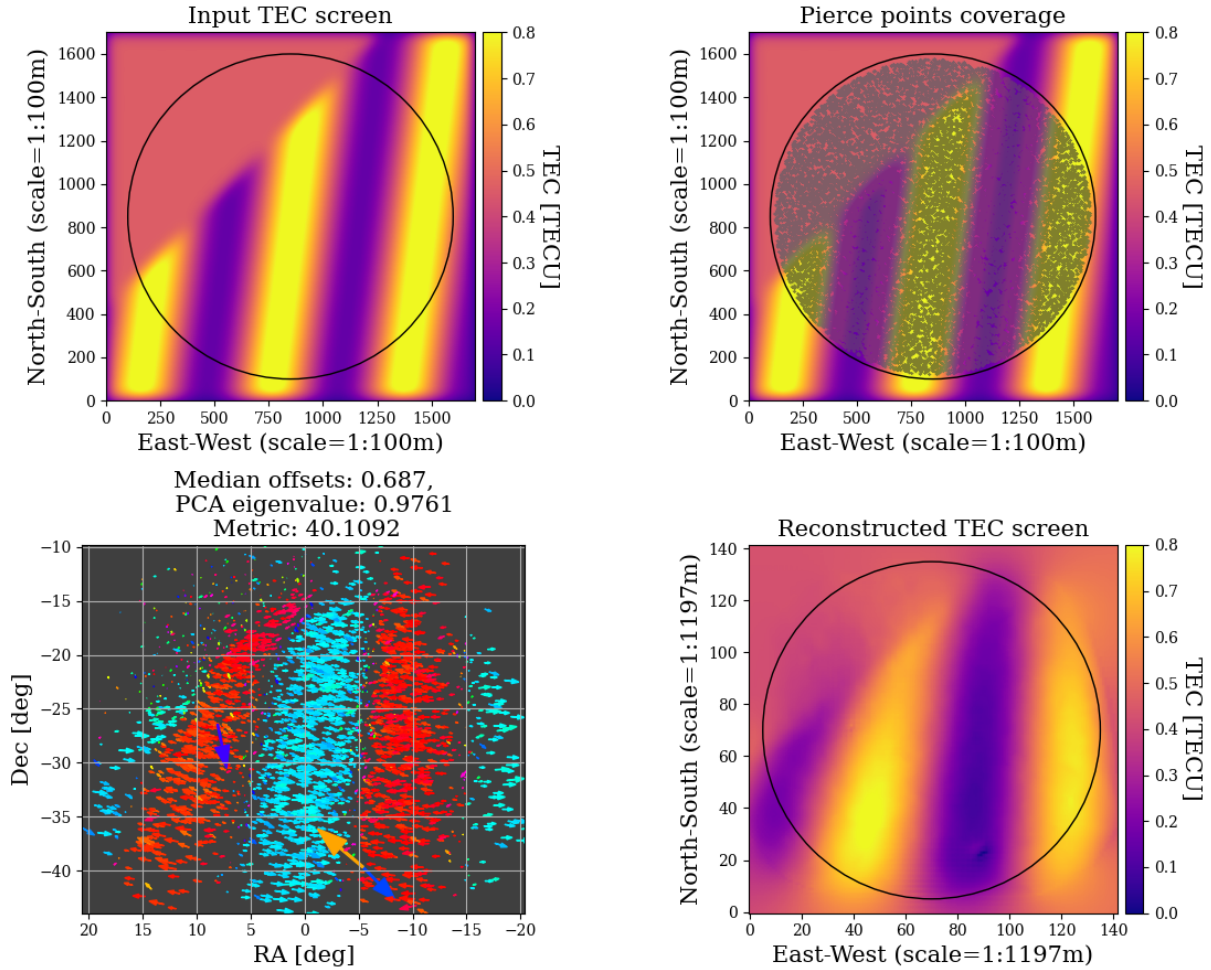 Input TEC screen
North-South (scale=1:100m)
1600
1400
1200
1000
800
600
400
200
0
0 250 500 750 1000 1250 1500
East-West (scale=1:100m)
0.8
0.7
0.6
0.5
0.4
0.3
0.2
0.1
0.0
TEC [TECU]
Pierce points coverage
North-South (scale=1:100m)
1600
1400
1200
1000
800
600
400
200
0
0 250 500 750 1000 1250 1500
East-West (scale=1:100m)
0.8
0.7
0.6
0.5
0.4
0.3
0.2
0.1
0.0
TEC [TECU]
Median offsets: 0.687,
PCA eigenvalue: 0.9761
Metric: 40.1092
Dec [deg]
−10
−15
−20
−25
−30
−35
−40
20 15 10 5 0 −5 −10 −15 −20
RA [deg]
Reconstructed TEC screen
North-South (scale=1:1197m)
140
120
100
80
60
40
20
0
0 20 40 60 80 100 120 140
East-West (scale=1:1197m)
0.8
0.7
0.6
0.5
0.4
0.3
0.2
0.1
0.0
TEC [TECU]